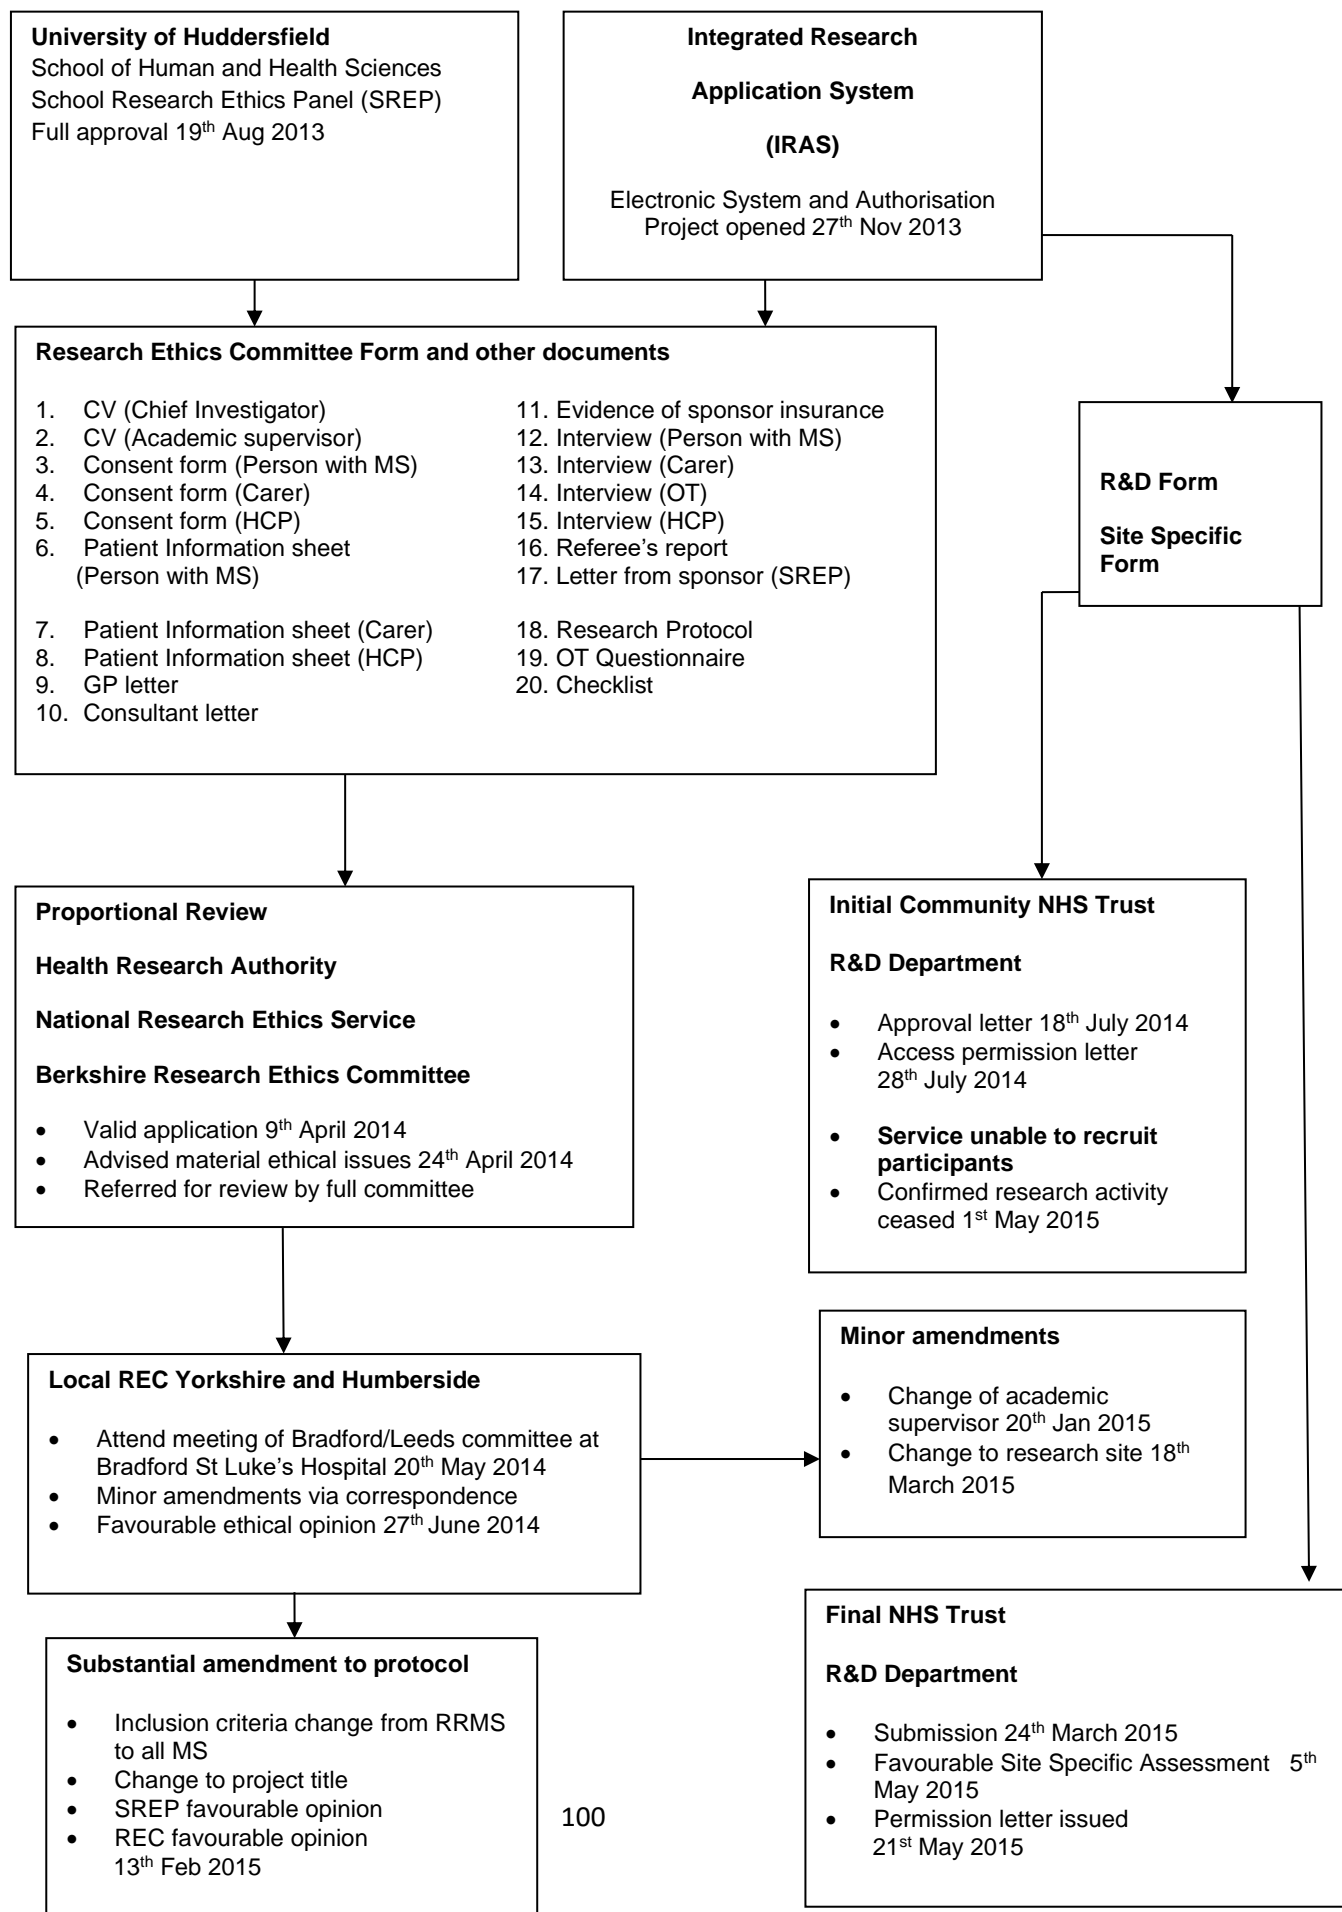 University of Huddersfield
School of Human and Health Sciences
School Research Ethics Panel (SREP)
Full approval 19th Aug 2013
Integrated Research
Application System
(IRAS)
Electronic System and Authorisation
Project opened 27th Nov 2013
Research Ethics Committee Form and other documents
1. CV (Chief Investigator)
2. CV (Academic supervisor)
3. Consent form (Person with MS)
4. Consent form (Carer)
5. Consent form (HCP)
6. Patient Information sheet
(Person with MS)
7. Patient Information sheet (Carer)
8. Patient Information sheet (HCP)
9. GP letter
10. Consultant letter
11. Evidence of sponsor insurance
12. Interview (Person with MS)
13. Interview (Carer)
14. Interview (OT)
15. Interview (HCP)
16. Referee's report
17. Letter from sponsor (SREP)
18. Research Protocol
19. OT Questionnaire
20. Checklist
R&D Form
Site Specific
Form
Proportional Review
Health Research Authority
National Research Ethics Service
Berkshire Research Ethics Committee
• Valid application 9th April 2014
• Advised material ethical issues 24th April 2014
• Referred for review by full committee
Initial Community NHS Trust
R&D Department
• Approval letter 18th July 2014
• Access permission letter
28th July 2014
• Service unable to recruit
participants
• Confirmed research activity
ceased 1st May 2015
Local REC Yorkshire and Humberside
• Attend meeting of Bradford/Leeds committee at
Bradford St Luke's Hospital 20th May 2014
• Minor amendments via correspondence
• Favourable ethical opinion 27th June 2014
Minor amendments
• Change of academic
supervisor 20th Jan 2015
• Change to research site 18th
March 2015
Substantial amendment to protocol
• Inclusion criteria change from RRMS
to all MS
• Change to project title
• SREP favourable opinion
• REC favourable opinion
13th Feb 2015
Final NHS Trust
R&D Department
• Submission 24th March 2015
• Favourable Site Specific Assessment 5th
May 2015
• Permission letter issued
21st May 2015
100